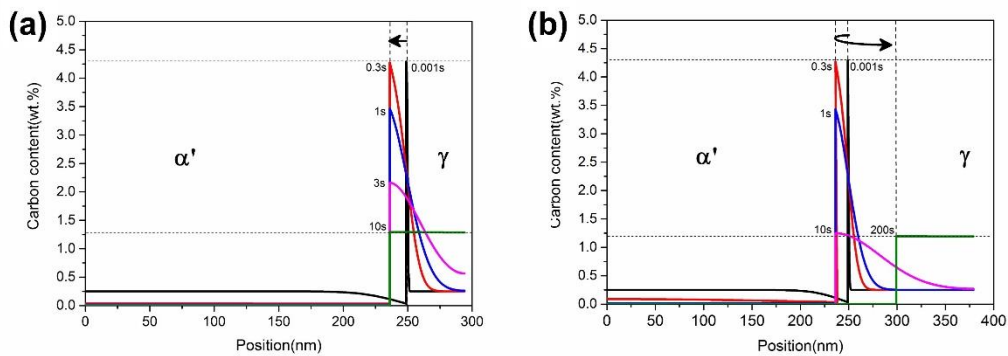 (a)
5.0
4.5
4.0
3.5
3.0
2.5
2.0
1.5
1.0
0.5
0.0
Carbon content(wt.%)
0.3s
0.001s
1s
3s
10s
α'
γ
0 50 100 150 200 250 300
Position(nm)
(b)
5.0
4.5
4.0
3.5
3.0
2.5
2.0
1.5
1.0
0.5
0.0
Carbon content(wt.%)
0.3s
0.001s
1s
10s
200s
α'
γ
0 50 100 150 200 250 300 350 400
Position(nm)